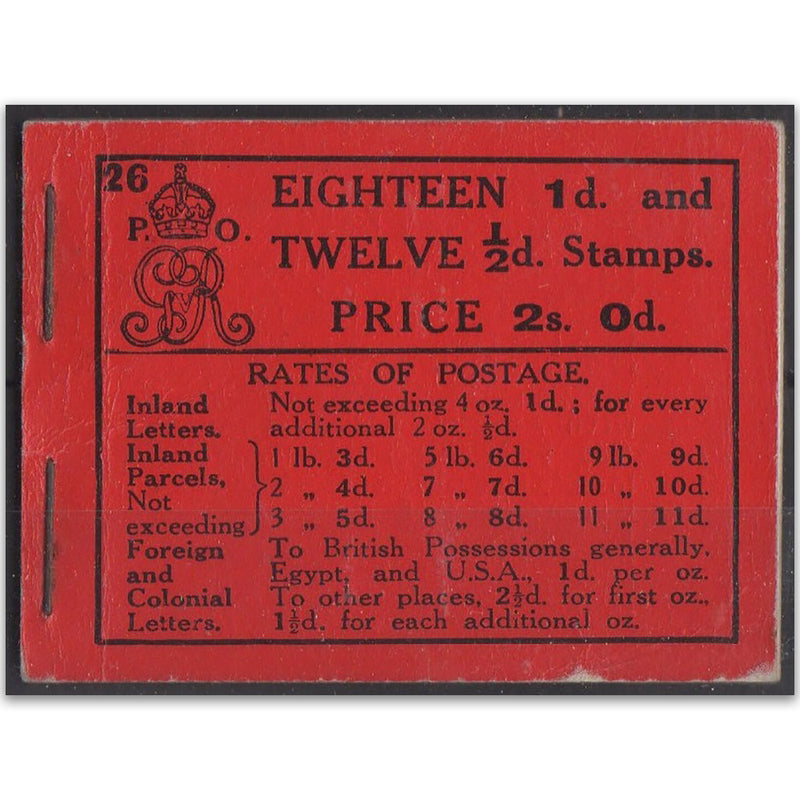 26
P. O.
GvR
EIGHTEEN 1d. and
TWELVE ½d. Stamps.
PRICE 2s. 0d.
RATES OF POSTAGE.
Inland Letters. Not exceeding 4 oz. 1d.; for every
additional 2 oz. ½d.
Inland Parcels, Not exceeding
1 lb. 3d. 5 lb. 6d. 9 lb. 9d.
2 „ 4d. 7 „ 7d. 10 „ 10d.
3 „ 5d. 8 „ 8d. 11 „ 11d.
Foreign and Colonial Letters.
To British Possessions generally,
Egypt, and U.S.A., 1d. per oz.
To other places, 2½d. for first oz.,
1½d. for each additional oz.